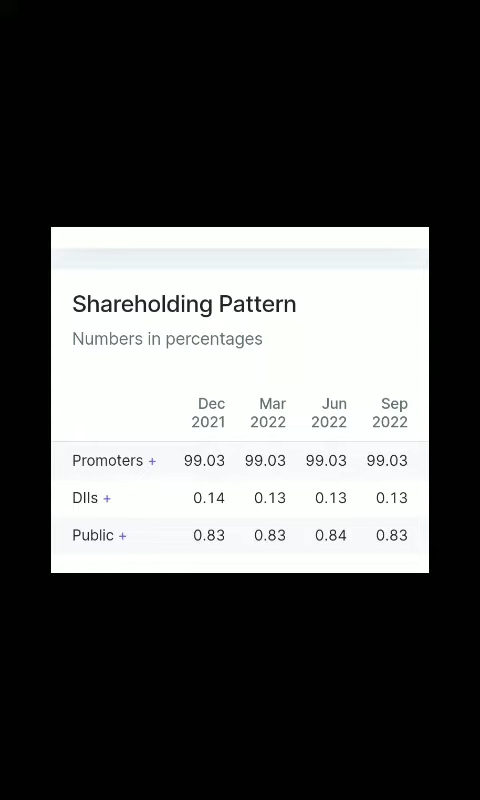 Shareholding Pattern
Numbers in percentages
Dec Mar Jun Sep
2021 2022 2022 2022
Promoters + 99.03 99.03 99.03 99.03
DIIs + 0.14 0.13 0.13 0.13
Public + 0.83 0.83 0.84 0.83